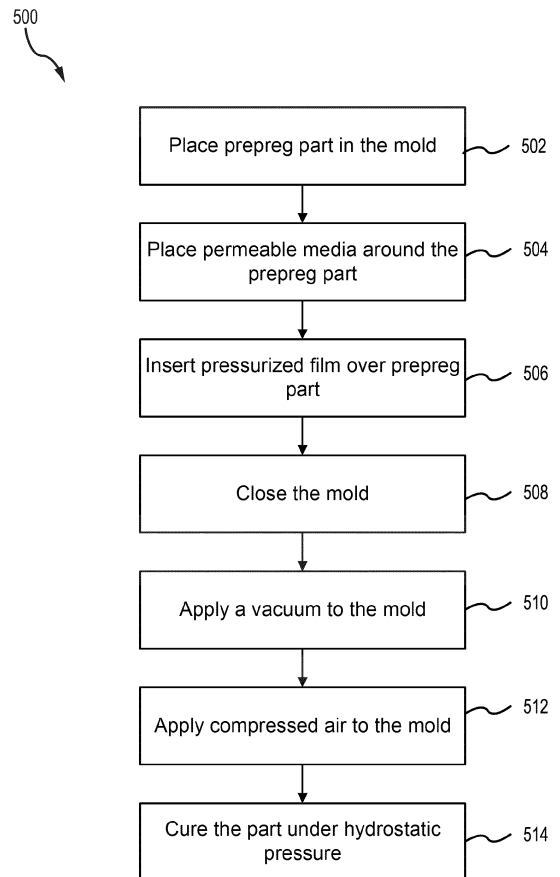 500
Place prepreg part in the mold
502
Place permeable media around the
prepreg part
504
Insert pressurized film over prepreg
part
506
Close the mold
508
Apply a vacuum to the mold
510
Apply compressed air to the mold
512
Cure the part under hydrostatic
pressure
514